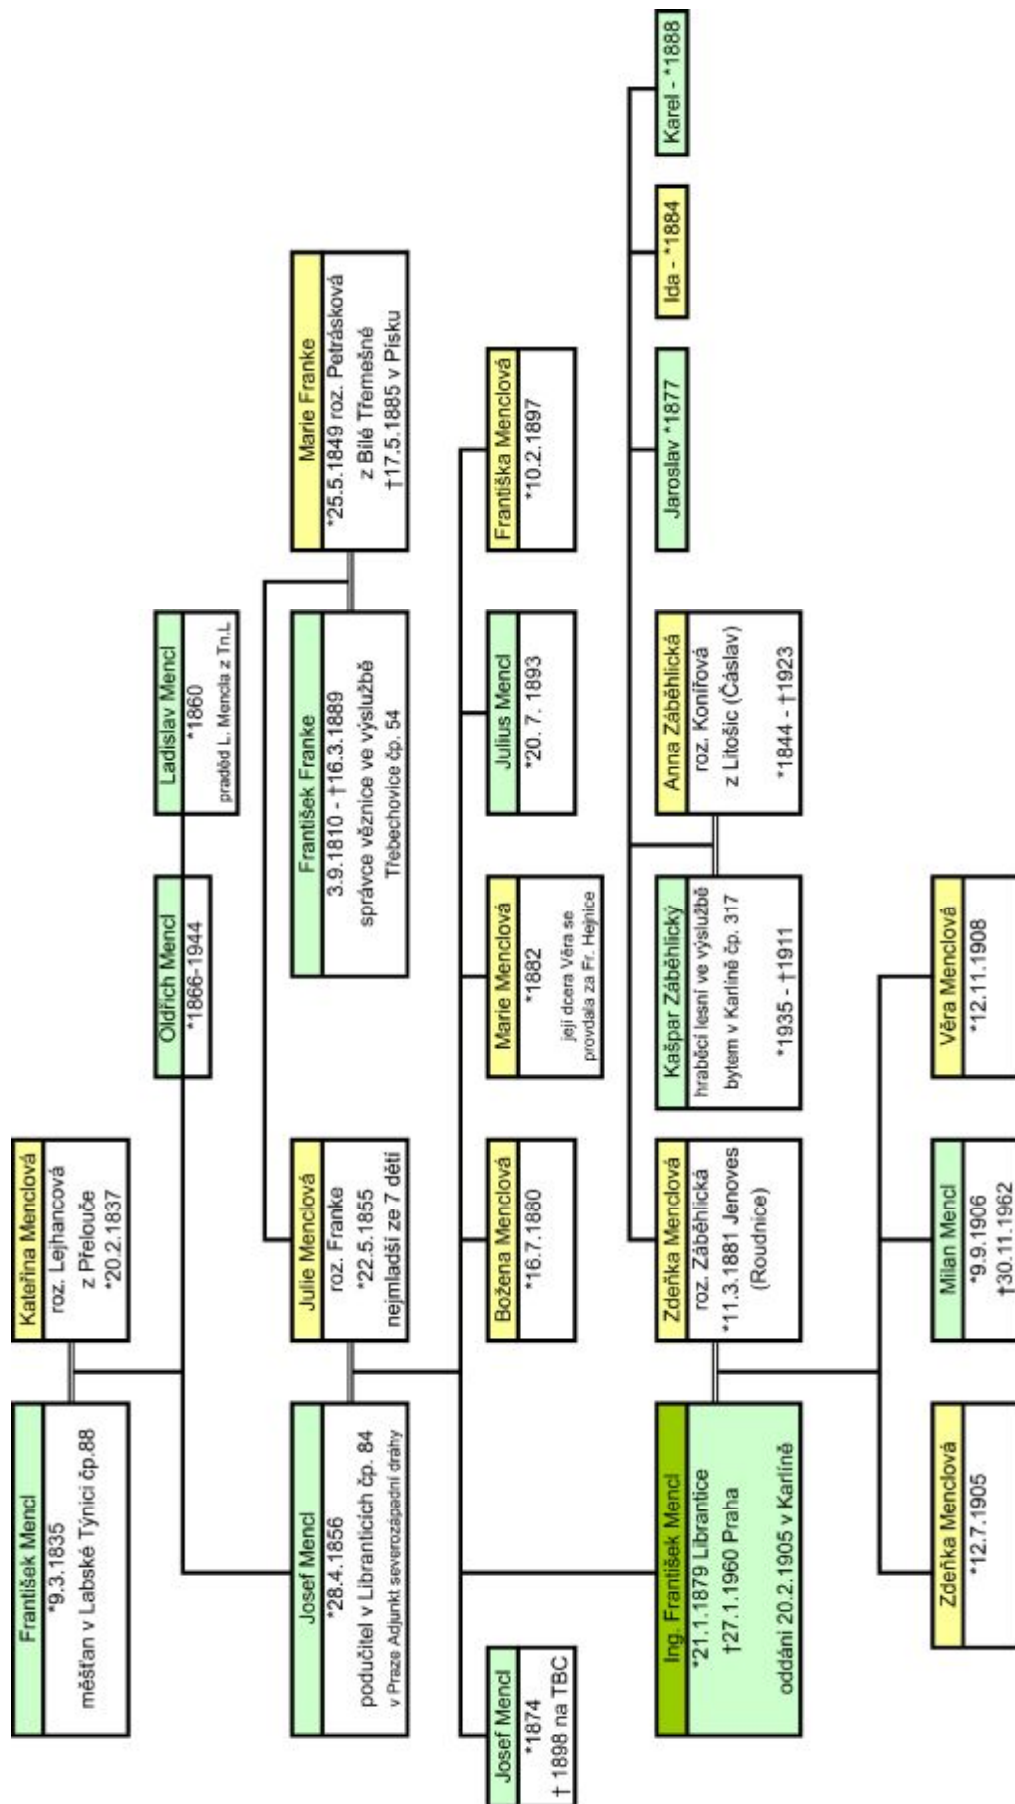 František Mencl
*9.3.1835
měšťan v Labské Týnici čp.88
Kateřina Menclová
roz. Lejhancová
z Přelouče
*20.2.1837
Oldřich Mencl
*1866-1944
Ladislav Mencl
*1860
praděd L. Mencla z Tn.L
Josef Mencl
*28.4.1856
podučitel v Libranticích čp. 84
v Praze Adjunkt severozápadní dráhy
Julie Menclová
roz. Franke
*22.5.1855
nejmladší ze 7 dětí
František Franke
3.9.1810 - †16.3.1889
správce věznice ve výslužbě
Třebechovice čp. 54
Marie Franke
*25.5.1849 roz. Petrásková
z Bílé Třemešné
†17.5.1885 v Písku
Josef Mencl
*1874
† 1898 na TBC
Božena Menclová
*16.7.1880
Marie Menclová
*1882
její dcera Věra se
provdala za Fr. Hejnice
Julius Mencl
*20. 7. 1893
Františka Menclová
*10.2.1897
Ing. František Mencl
*21.1.1879 Librantice
†27.1.1960 Praha
oddáni 20.2.1905 v Karlíně
Zdeňka Menclová
roz. Záběhlická
*11.3.1881 Jenoves
(Roudnice)
Kašpar Záběhlický
hraběcí lesní ve výslužbě
bytem v Karlíně čp. 317
*1935 - †1911
Anna Záběhlická
roz. Konířová
z Litošic (Čáslav)
*1844 - †1923
Jaroslav *1877
Ida - *1884
Karel - *1888
Zdeňka Menclová
*12.7.1905
Milan Mencl
*9.9.1906
†30.11.1962
Věra Menclová
*12.11.1908